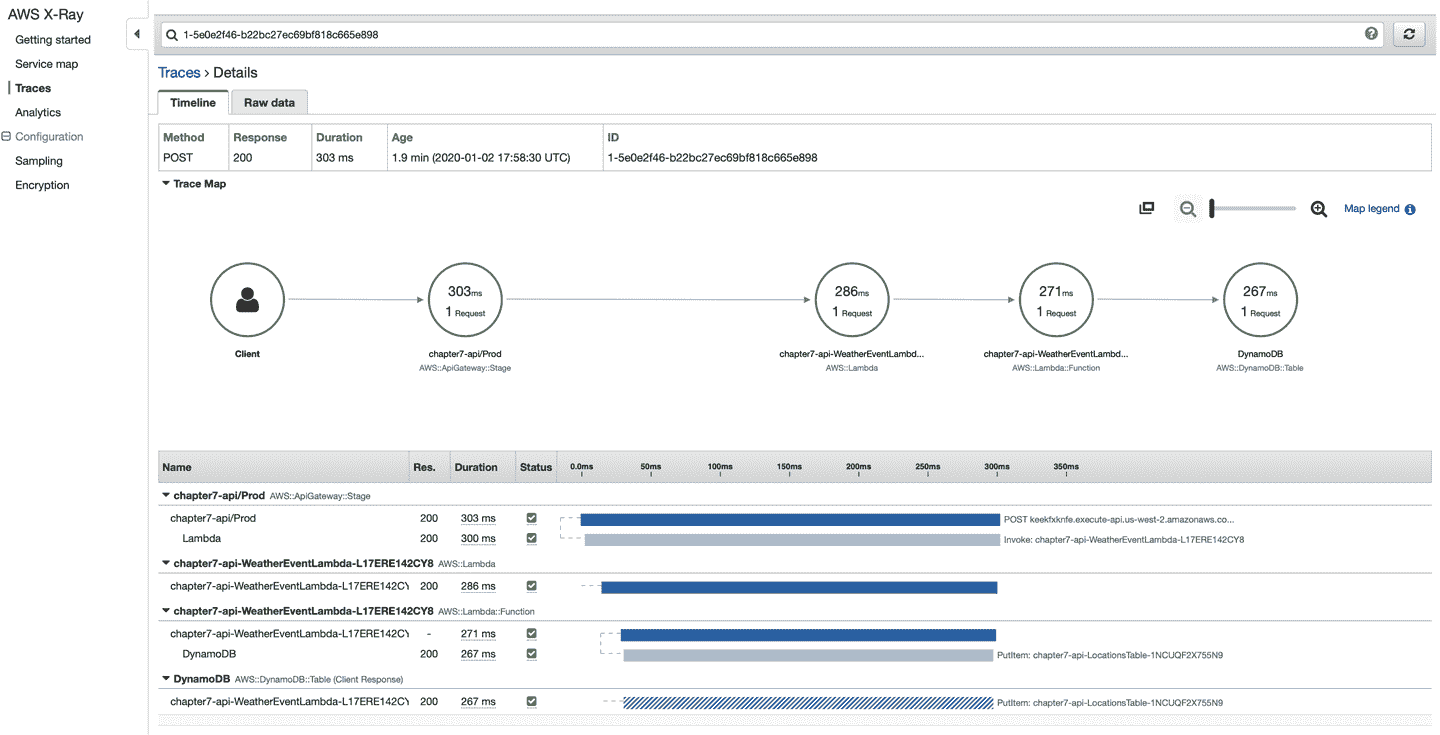 AWS X-Ray
Getting started
Service map
Traces
Analytics
Configuration
Sampling
Encryption
1-5e0e2f46-b22bc27ec69bf818c665e898
Traces › Details
Timeline Raw data
Method Response Duration Age ID
POST 200 303 ms 1.9 min (2020-01-02 17:58:30 UTC) 1-5e0e2f46-b22bc27ec69bf818c665e898
Trace Map
Map legend
303ms 286ms 271ms 267ms
1 Request 1 Request 1 Request 1 Request
Client chapter7-api/Prod chapter7-api-WeatherEventLambd... chapter7-api-WeatherEventLambd... DynamoDB
AWS::ApiGateway::Stage AWS::Lambda AWS::Lambda::Function AWS::DynamoDB::Table
Name Res. Duration Status 0.0ms 50ms 100ms 150ms 200ms 250ms 300ms 350ms
chapter7-api/Prod AWS::ApiGateway::Stage
chapter7-api/Prod 200 303 ms POST keekfxknfe.execute-api.us-west-2.amazonaws.co...
Lambda 200 300 ms Invoke: chapter7-api-WeatherEventLambda-L17ERE142CY8
chapter7-api-WeatherEventLambda-L17ERE142CY8 AWS::Lambda
chapter7-api-WeatherEventLambda-L17ERE142CY 200 286 ms
chapter7-api-WeatherEventLambda-L17ERE142CY8 AWS::Lambda::Function
chapter7-api-WeatherEventLambda-L17ERE142CY - 271 ms
DynamoDB 200 267 ms PutItem: chapter7-api-LocationsTable-1NCUQF2X755N9
DynamoDB AWS::DynamoDB::Table (Client Response)
chapter7-api-WeatherEventLambda-L17ERE142CY 200 267 ms PutItem: chapter7-api-LocationsTable-1NCUQF2X755N9